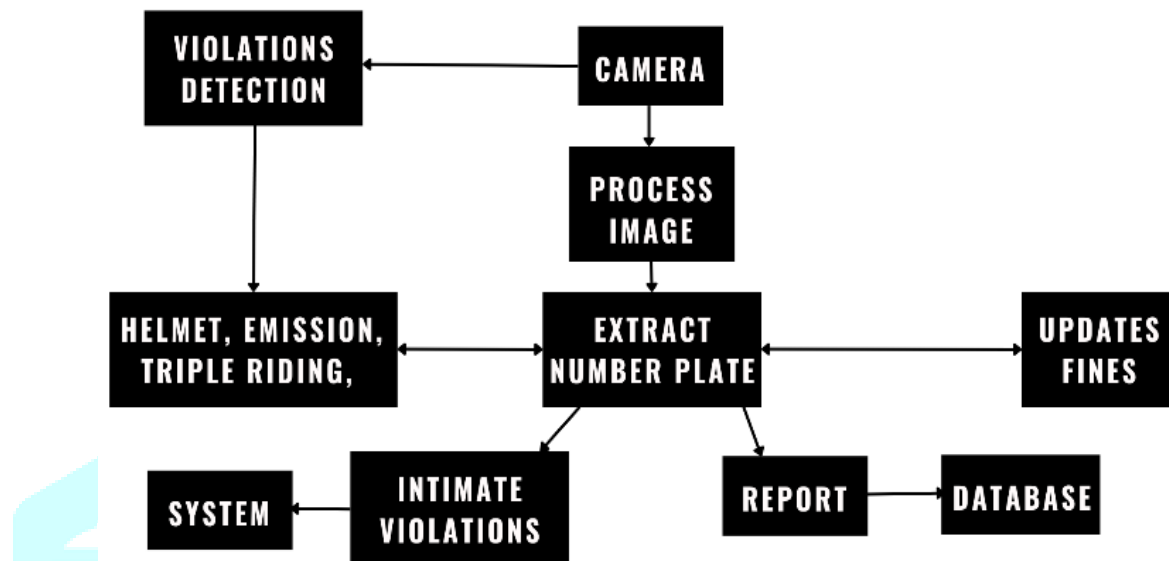 VIOLATIONS
DETECTION
CAMERA
PROCESS
IMAGE
HELMET, EMISSION,
TRIPLE RIDING,
EXTRACT
NUMBER PLATE
UPDATES
FINES
SYSTEM
INTIMATE
VIOLATIONS
REPORT
DATABASE